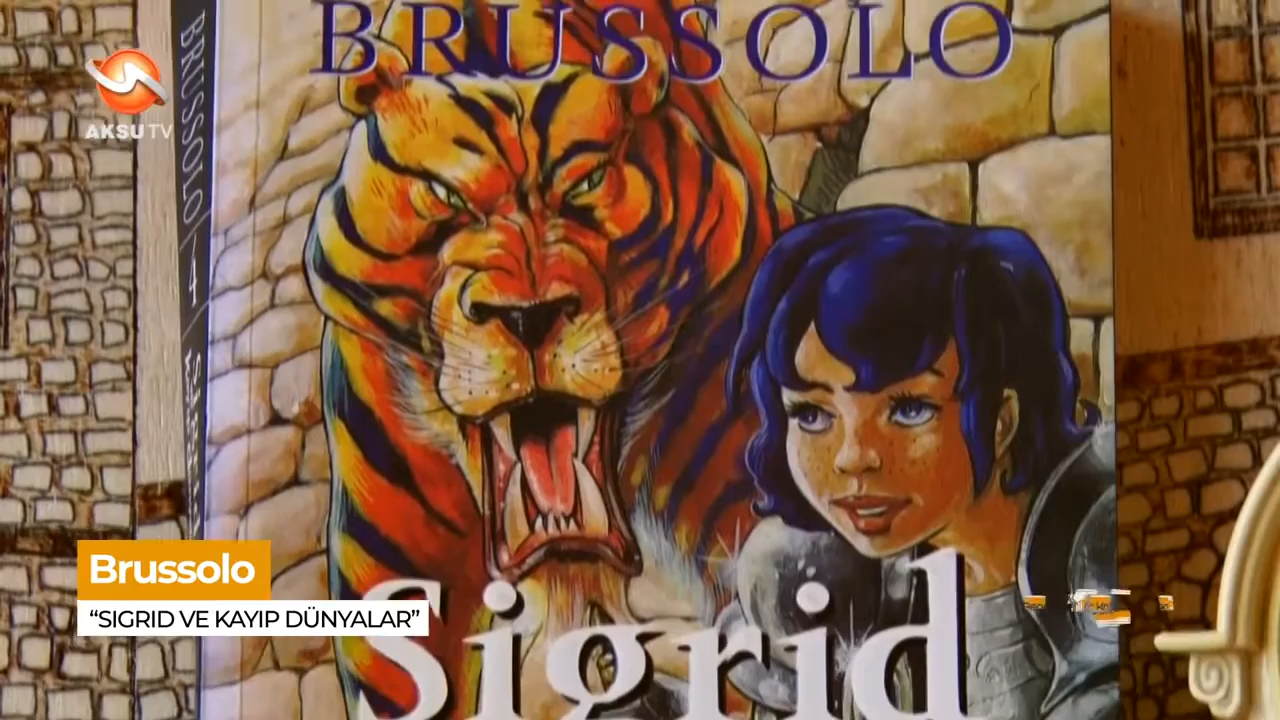 BRUSSOLO
AKSU TV
BRUSSOLO
Brussolo
“SIGRID VE KAYIP DÜNYALAR”
Sigrid